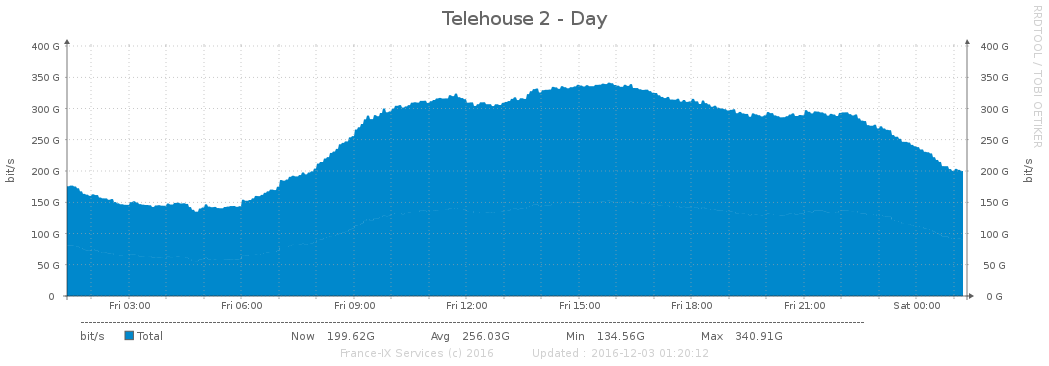 Telehouse 2 - Day
RRDTOOL / TOBI OETIKER
bit/s
400 G 400 G
350 G 350 G
300 G 300 G
250 G 250 G
200 G 200 G
150 G 150 G
100 G 100 G
50 G 50 G
0 0 G
bit/s
Fri 03:00 Fri 06:00 Fri 09:00 Fri 12:00 Fri 15:00 Fri 18:00 Fri 21:00 Sat 00:00
bit/s Total Now 199.62G Avg 256.03G Min 134.56G Max 340.91G
France-IX Services (c) 2016 Updated : 2016-12-03 01:20:12